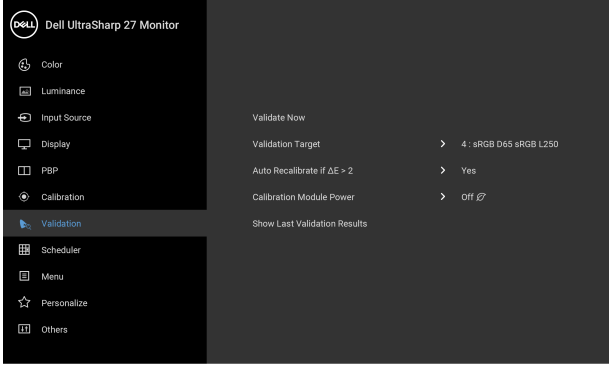 DELL Dell UltraSharp 27 Monitor
Color
Luminance
Input Source
Validate Now
Display
Validation Target 4 : sRGB D65 sRGB L250
PBP
Auto Recalibrate if ΔE > 2 Yes
Calibration
Calibration Module Power Off
Validation
Show Last Validation Results
Scheduler
Menu
Personalize
Others